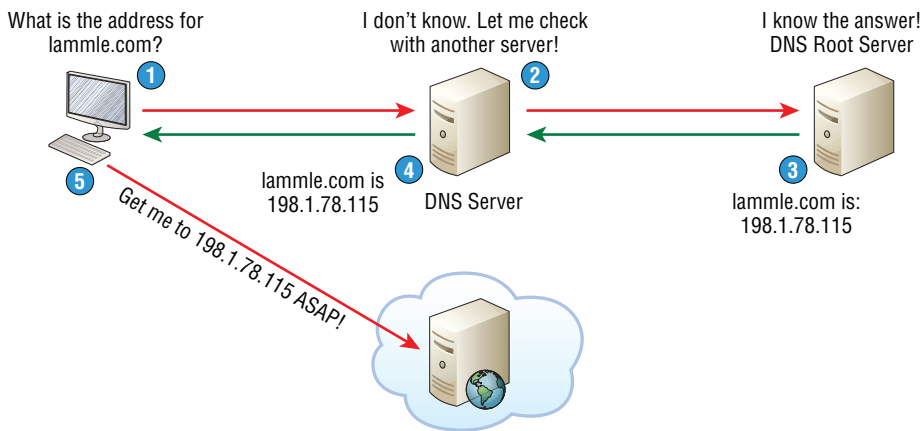 What is the address for
lammle.com?
I don't know. Let me check
with another server!
I know the answer!
DNS Root Server
1
2
5
4
3
lammle.com is
198.1.78.115
DNS Server
lammle.com is:
198.1.78.115
Get me to 198.1.78.115 ASAP!